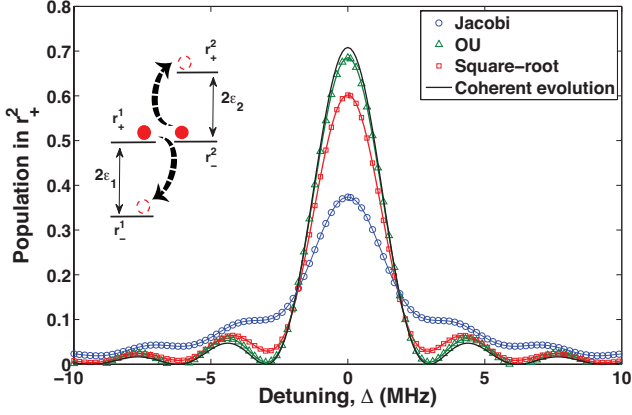 Jacobi
OU
Square−root
Coherent evolution
r₊²
2ε₂
r₊¹
r₋²
2ε₁
r₋¹
Population in r₊²
0.8
0.7
0.6
0.5
0.4
0.3
0.2
0.1
0
−10
−5
0
5
10
Detuning, Δ (MHz)